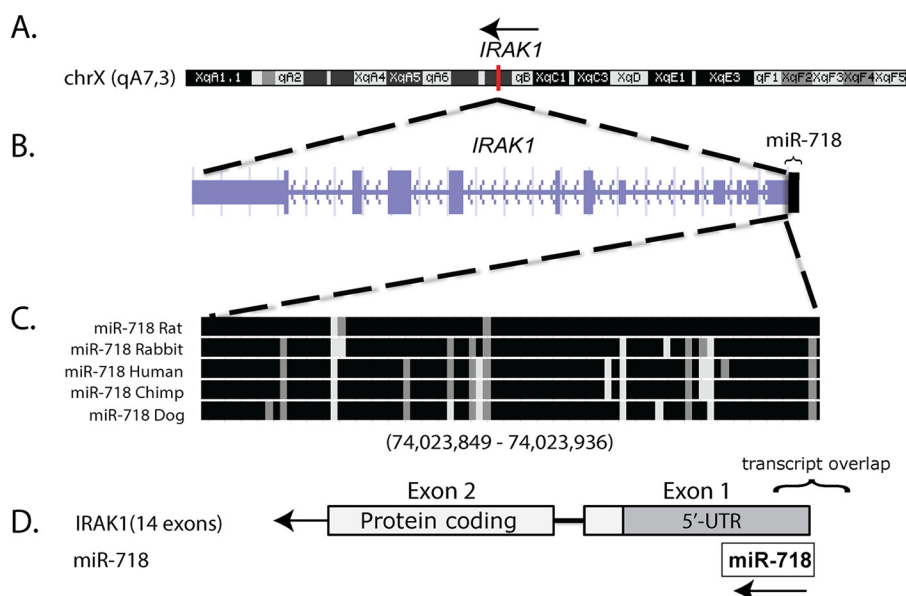 A.
IRAK1
chrX (qA7,3)
XqA1.1 qA2 XqA4 XqA5 qA6 qB XqC1 XqC3 XqD XqE1 XqE3 qF1 XqF2 XqF3 XqF4 XqF5
B.
IRAK1
miR-718
C.
miR-718 Rat
miR-718 Rabbit
miR-718 Human
miR-718 Chimp
miR-718 Dog
(74,023,849 - 74,023,936)
transcript overlap
Exon 2 Exon 1
D.
IRAK1(14 exons)
Protein coding
5'-UTR
miR-718
miR-718